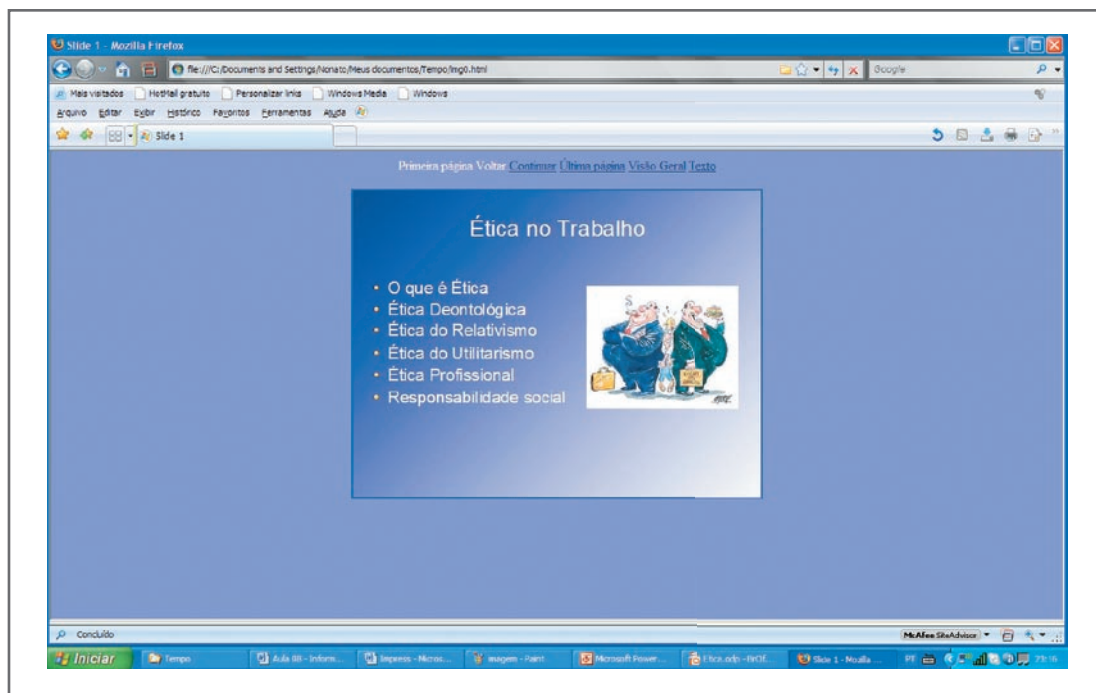 Slide 1 - Mozilla Firefox
file:///C:/Documents and Settings/Nonato/Meus documentos/Tempo/img0.html
Google
Mais visitados HotMail gratuito Personalizar links Windows Media Windows
Arquivo Editar Exibir Histórico Favoritos Ferramentas Ajuda
Slide 1
Primeira página Voltar Continuar Última página Visão Geral Texto
Ética no Trabalho
• O que é Ética
• Ética Deontológica
• Ética do Relativismo
• Ética do Utilitarismo
• Ética Profissional
• Responsabilidade social
Concluído
McAfee SiteAdvisor
Iniciar Tempo Aula 08 - Inform... Impress - Micros... imagem - Paint Microsoft Power... Etica.odp - BrOf... Slide 1 - Mozilla ... PT